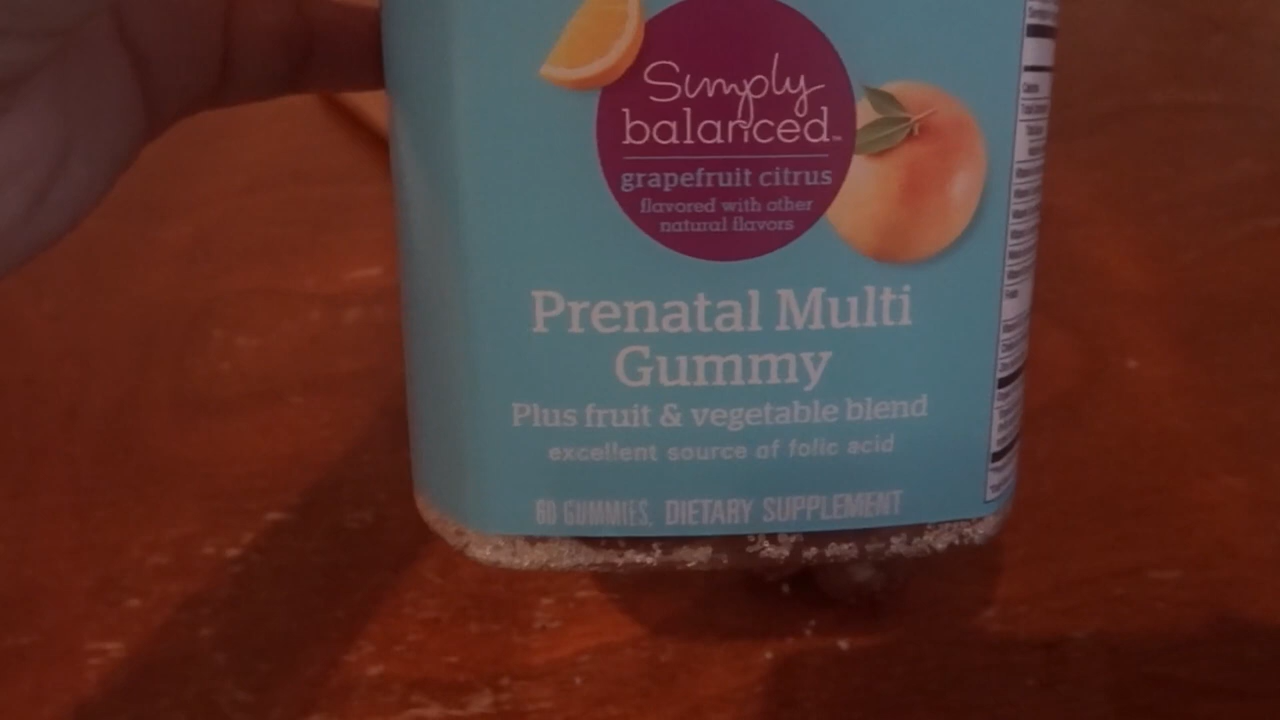 Simply
balanced™
grapefruit citrus
flavored with other
natural flavors
Prenatal Multi
Gummy
Plus fruit & vegetable blend
excellent source of folic acid
60 GUMMIES, DIETARY SUPPLEMENT